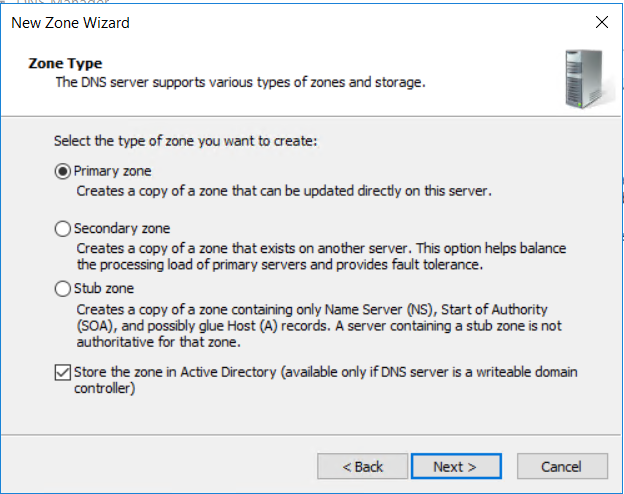 DNS Manager
New Zone Wizard
Zone Type
The DNS server supports various types of zones and storage.
Select the type of zone you want to create:
Primary zone
Creates a copy of a zone that can be updated directly on this server.
Secondary zone
Creates a copy of a zone that exists on another server. This option helps balance
the processing load of primary servers and provides fault tolerance.
Stub zone
Creates a copy of a zone containing only Name Server (NS), Start of Authority
(SOA), and possibly glue Host (A) records. A server containing a stub zone is not
authoritative for that zone.
Store the zone in Active Directory (available only if DNS server is a writeable domain
controller)
< Back
Next >
Cancel